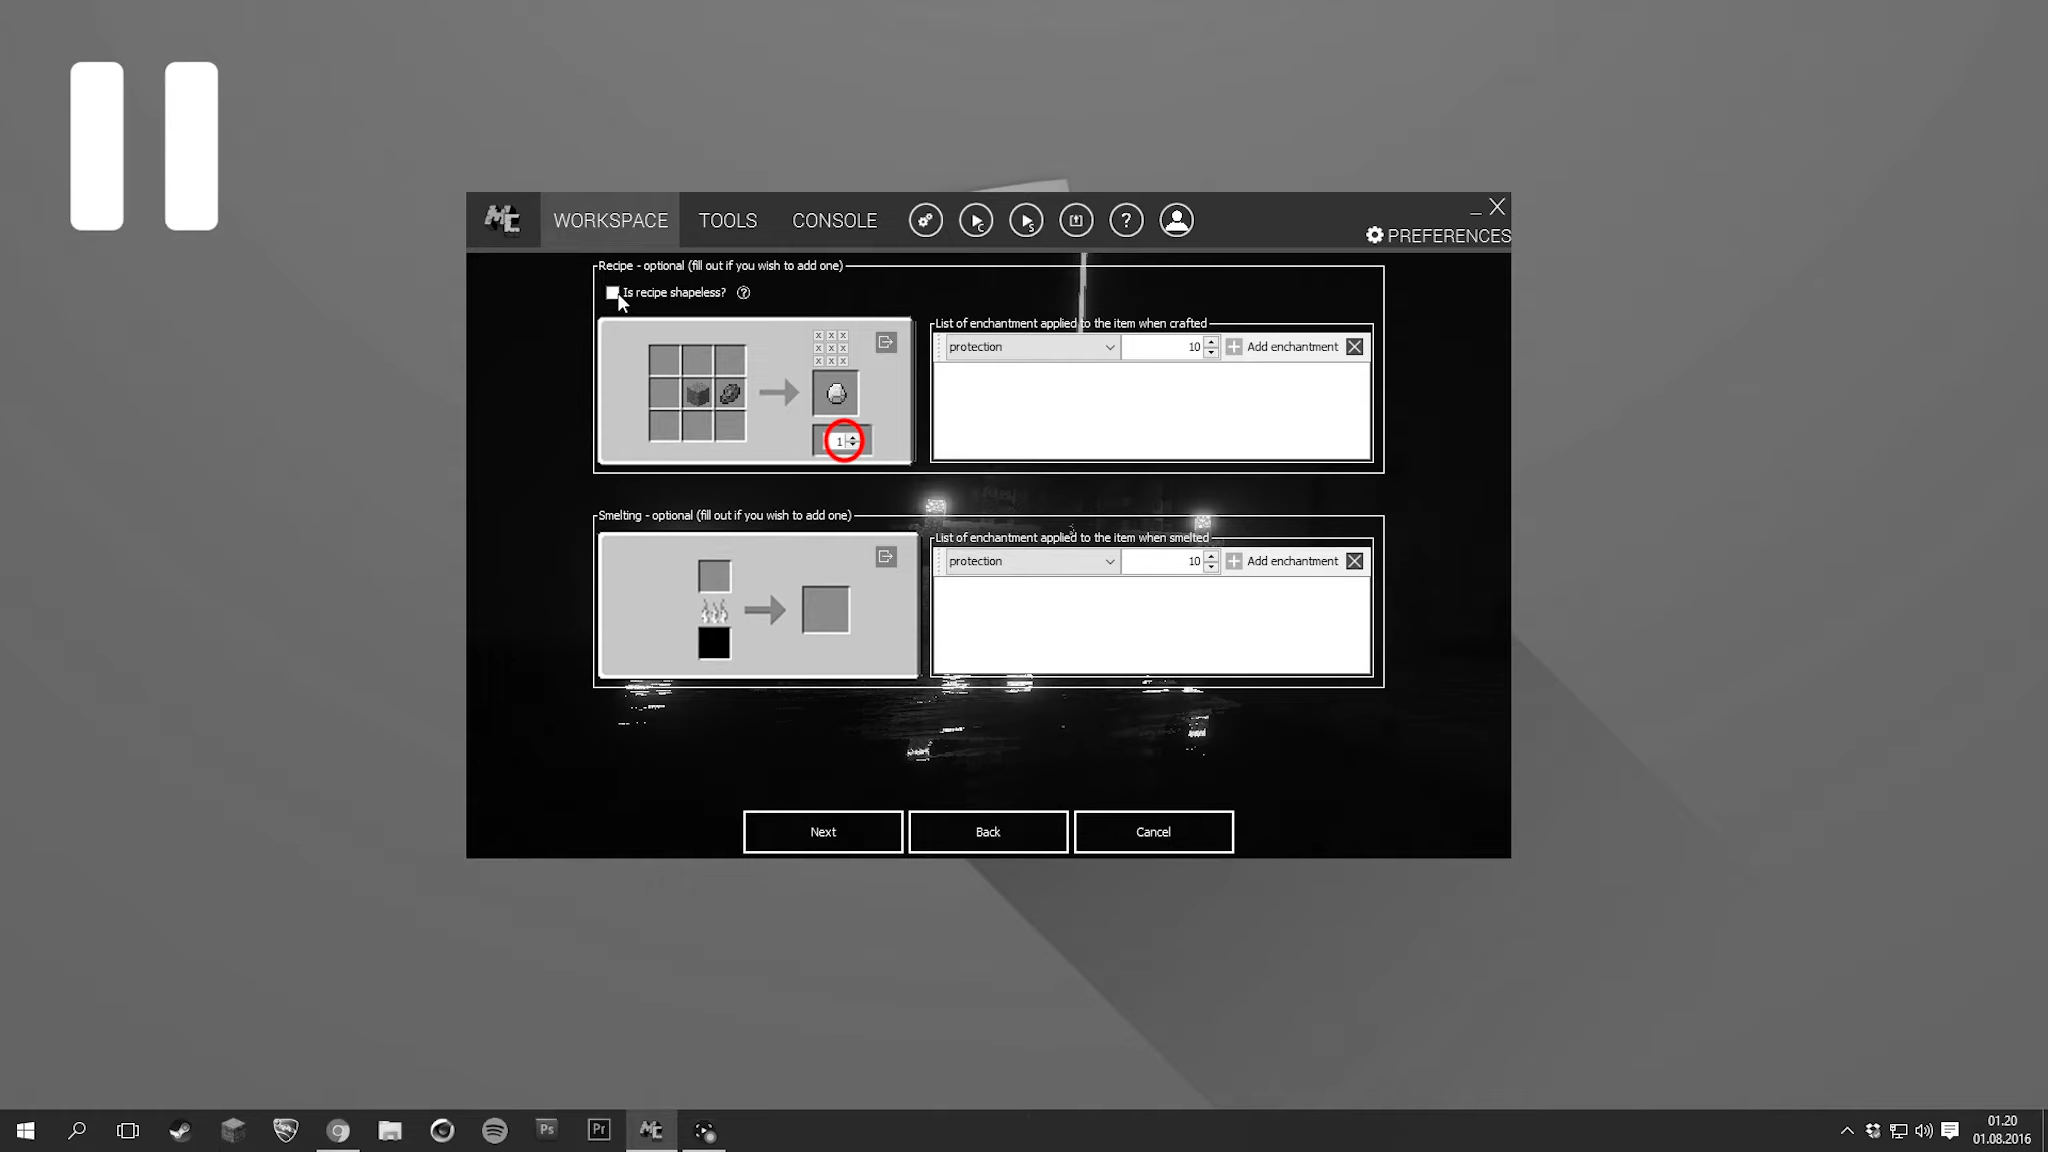 WORKSPACE TOOLS CONSOLE C S ?
PREFERENCES
Recipe - optional (fill out if you wish to add one)
Is recipe shapeless? ?
List of enchantment applied to the item when crafted
protection 10 Add enchantment
x x x
x x x
x x x
1
Smelting - optional (fill out if you wish to add one)
List of enchantment applied to the item when smelted
protection 10 Add enchantment
Next Back Cancel
Ps Pr
01.20
01.08.2016